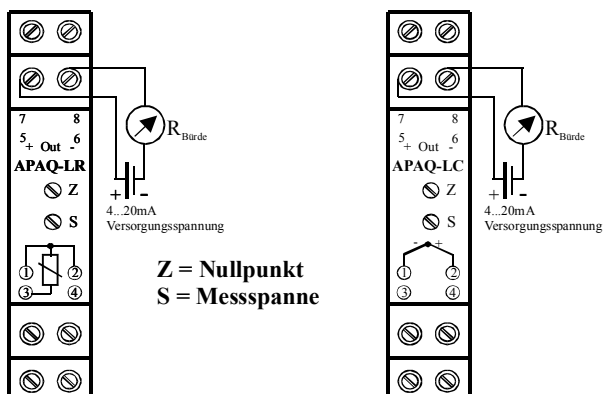 7 8
5 6
+ Out -
R Bürde
APAQ-LR
Z
+ -
S
4...20mA
Versorgungsspannung
1 2
3 4
Z = Nullpunkt
S = Messspanne
7 8
5 6
+ Out -
R Bürde
APAQ-LC
Z
+ -
S
4...20mA
Versorgungsspannung
- +
1 2
3 4